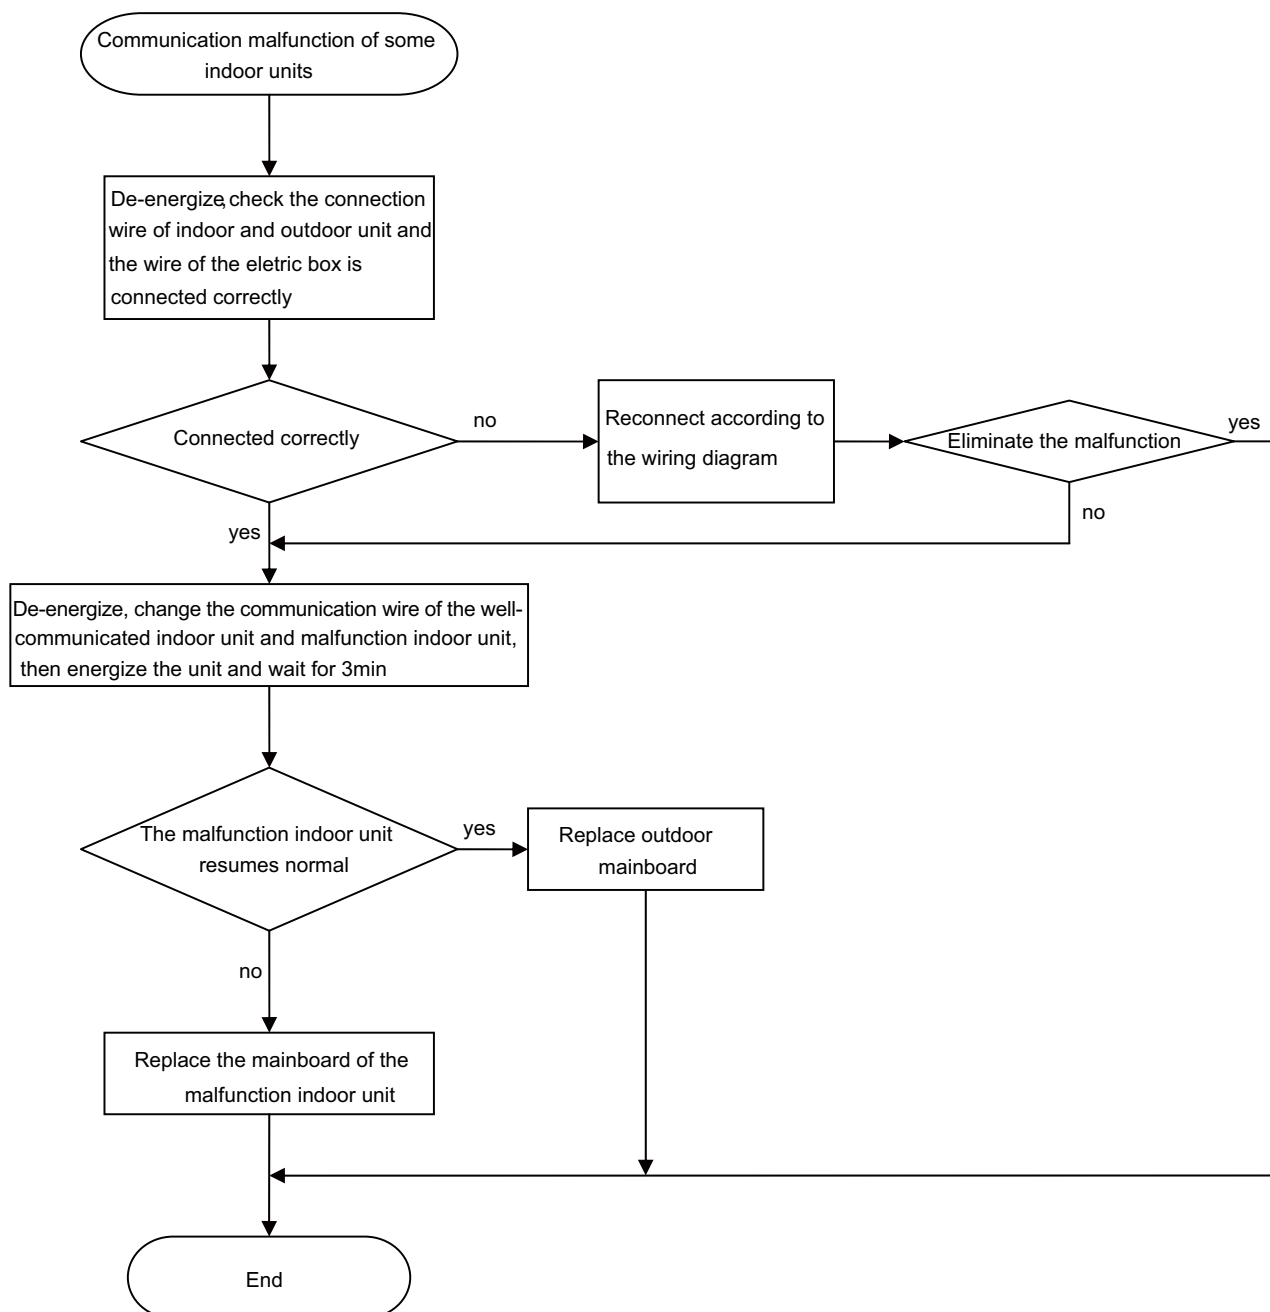 Communication malfunction of some
indoor units
De-energize, check the connection
wire of indoor and outdoor unit and
the wire of the eletric box is
connected correctly
Connected correctly
no
Reconnect according to
the wiring diagram
Eliminate the malfunction
yes
no
yes
De-energize, change the communication wire of the well-
communicated indoor unit and malfunction indoor unit,
then energize the unit and wait for 3min
The malfunction indoor unit
resumes normal
yes
Replace outdoor
mainboard
no
Replace the mainboard of the
malfunction indoor unit
End